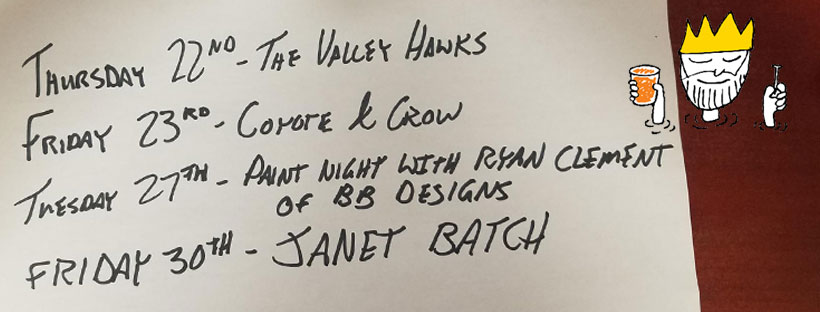 THURSDAY 22ND - THE VALLEY HAWKS
FRIDAY 23RD - COYOTE & CROW
TUESDAY 27TH - PAINT NIGHT WITH RYAN CLEMENT
OF BB DESIGNS
FRIDAY 30TH - JANET BATCH